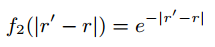 f₂(|r′ − r|) = e^{−|r′−r|}